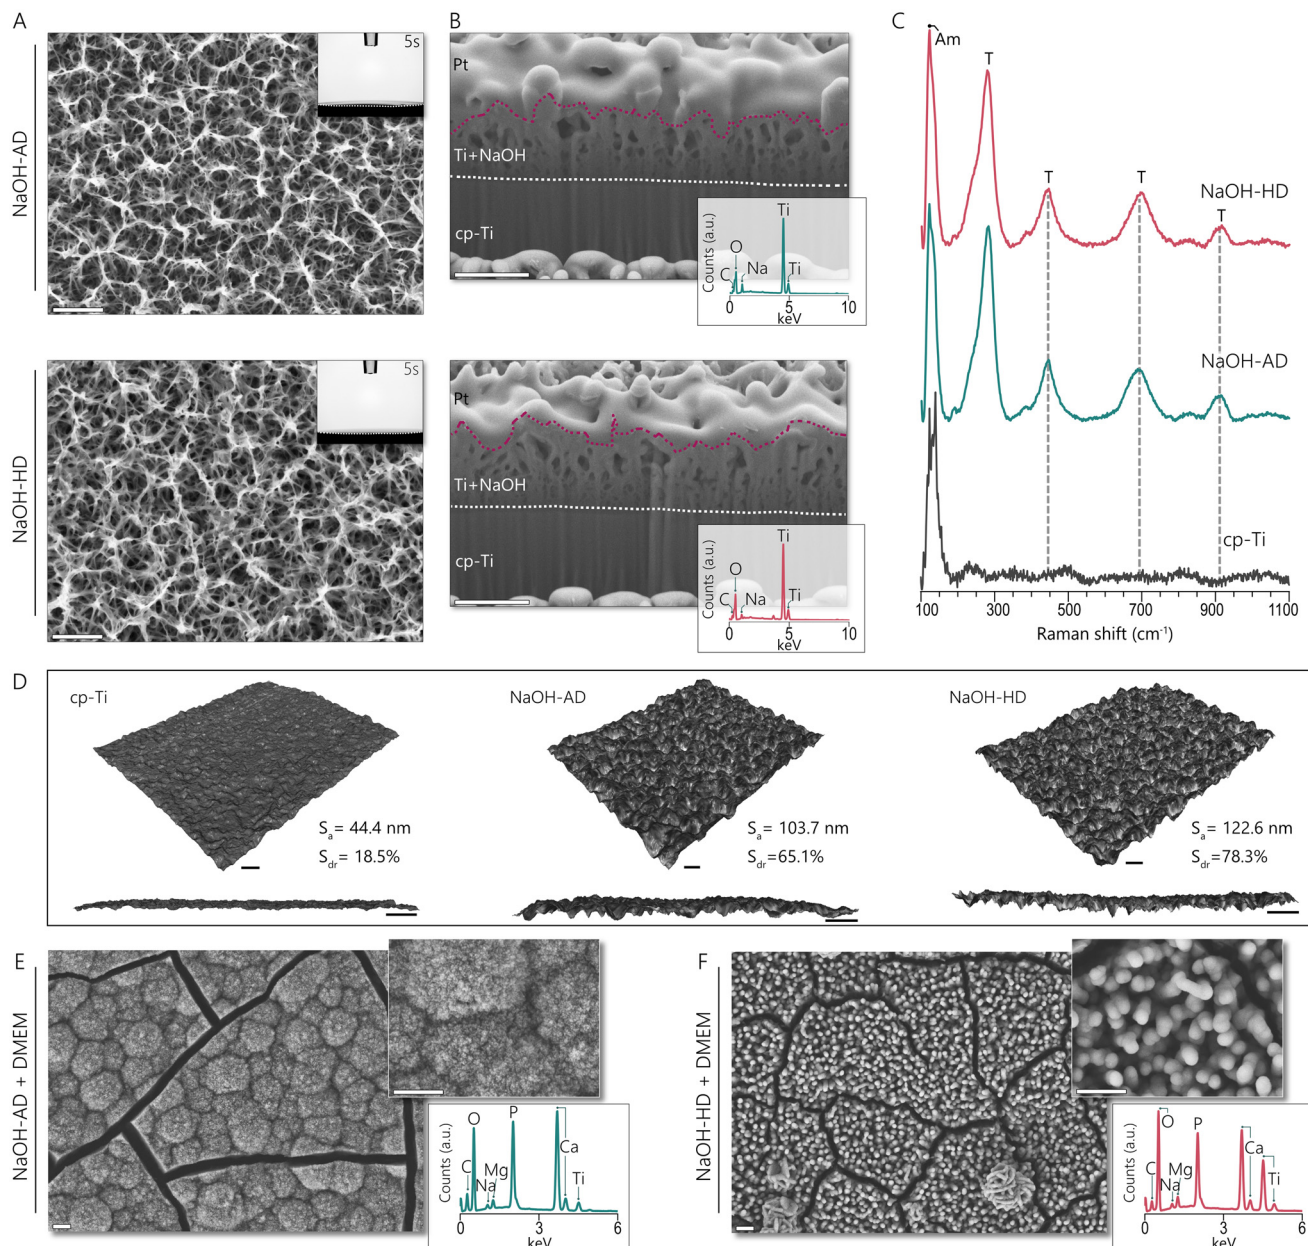 A
NaOH-AD
5s
NaOH-HD
5s
B
Pt
Ti+NaOH
cp-Ti
Counts (a.u.)
C
O
Na
Ti
Ti
0
5
10
keV
Pt
Ti+NaOH
cp-Ti
Counts (a.u.)
C
O
Na
Ti
Ti
0
5
10
keV
C
Am
T
T
T
T
NaOH-HD
NaOH-AD
cp-Ti
100
300
500
700
900
1100
Raman shift (cm⁻¹)
D
cp-Ti
Sₐ= 44.4 nm
S_dr= 18.5%
NaOH-AD
Sₐ= 103.7 nm
S_dr=65.1%
NaOH-HD
Sₐ= 122.6 nm
S_dr=78.3%
E
NaOH-AD + DMEM
Counts (a.u.)
C
O
Na
Mg
P
Ca
Ti
0
3
6
keV
F
NaOH-HD + DMEM
Counts (a.u.)
C
O
Na
Mg
P
Ca
Ti
0
3
6
keV